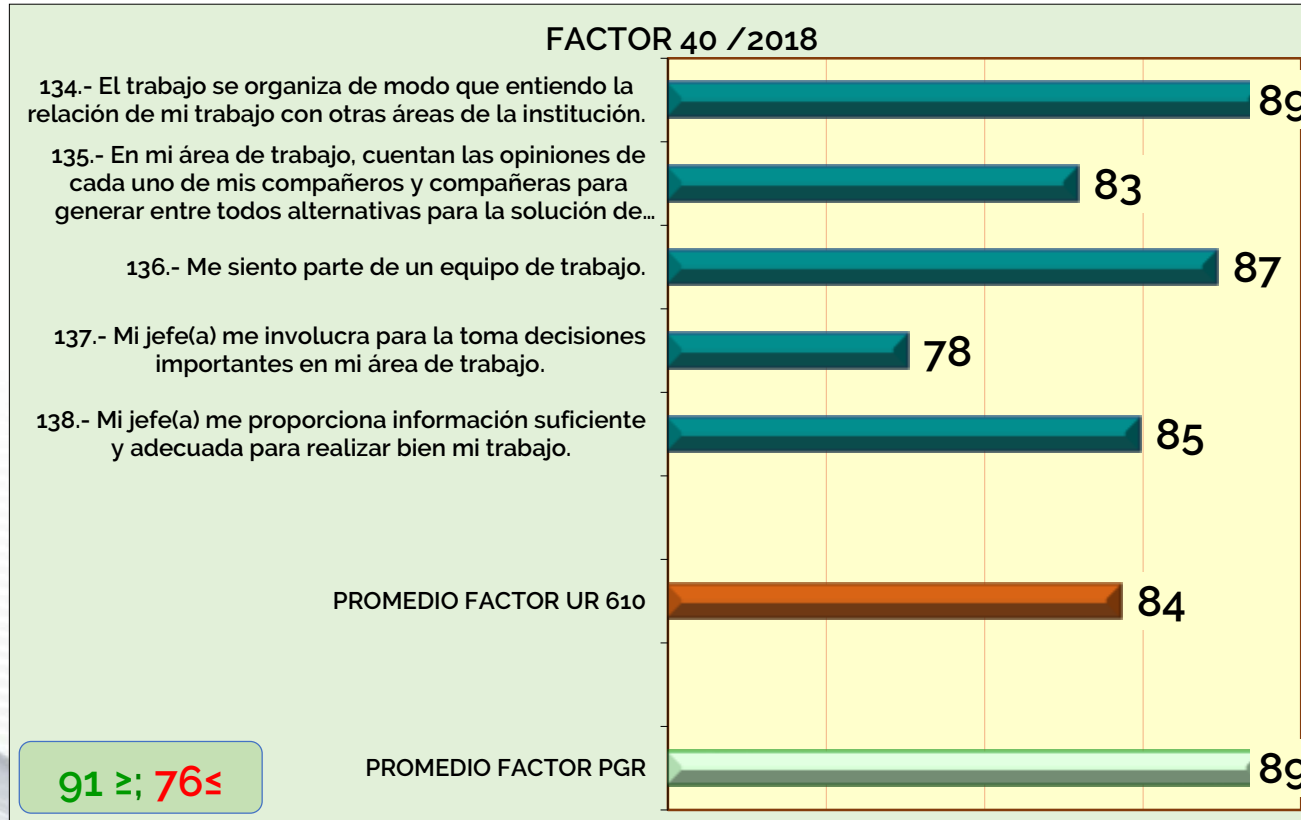 FACTOR 40 /2018
134.- El trabajo se organiza de modo que entiendo la
relación de mi trabajo con otras áreas de la institución.
89
135.- En mi área de trabajo, cuentan las opiniones de
cada uno de mis compañeros y compañeras para
generar entre todos alternativas para la solución de...
83
136.- Me siento parte de un equipo de trabajo.
87
137.- Mi jefe(a) me involucra para la toma decisiones
importantes en mi área de trabajo.
78
138.- Mi jefe(a) me proporciona información suficiente
y adecuada para realizar bien mi trabajo.
85
PROMEDIO FACTOR UR 610
84
PROMEDIO FACTOR PGR
89
91 ≥; 76≤